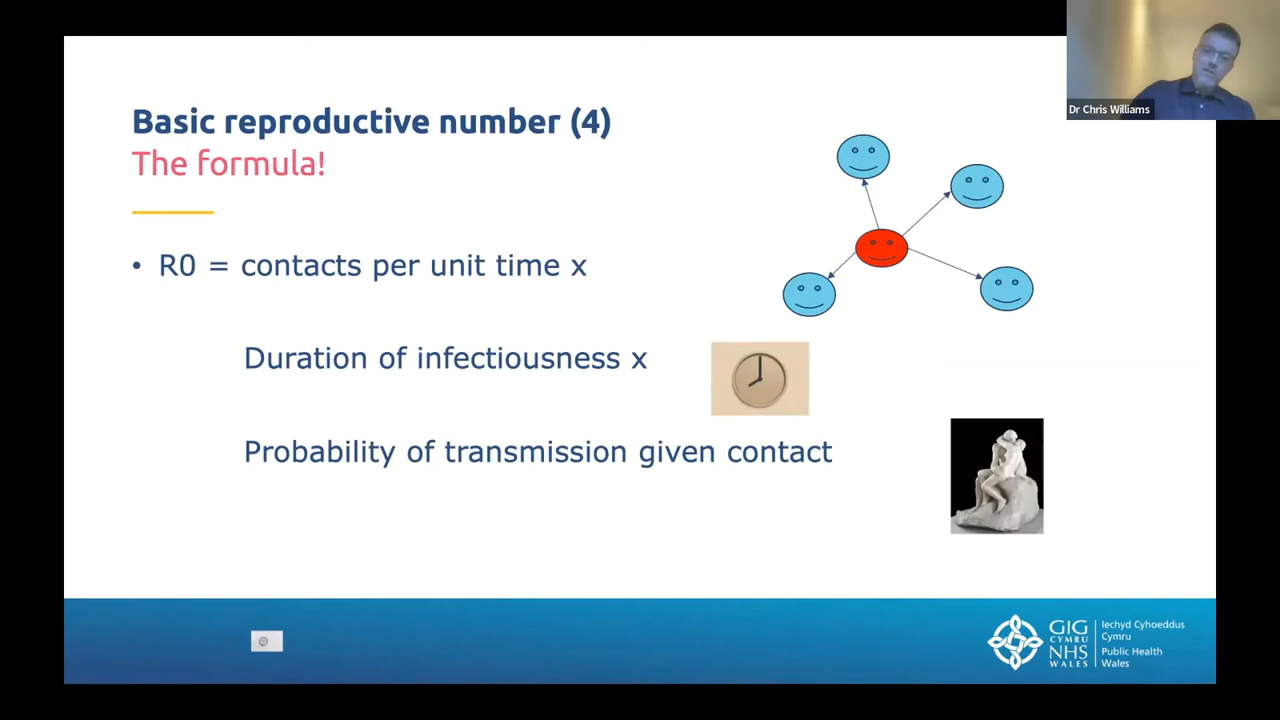 Dr Chris Williams
Basic reproductive number (4)
The formula!
• R0 = contacts per unit time x
Duration of infectiousness x
Probability of transmission given contact
GIG
CYMRU
NHS
WALES
Iechyd Cyhoeddus
Cymru
Public Health
Wales